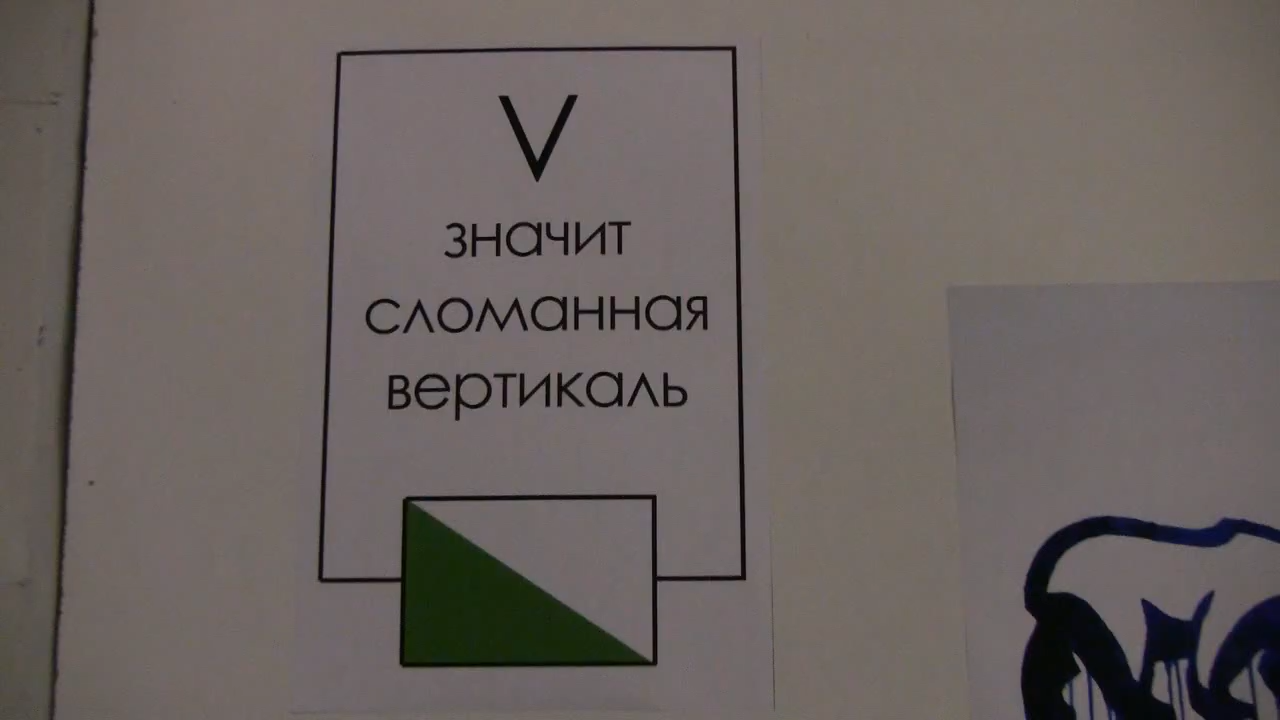 V
значит
сломанная
вертикаль